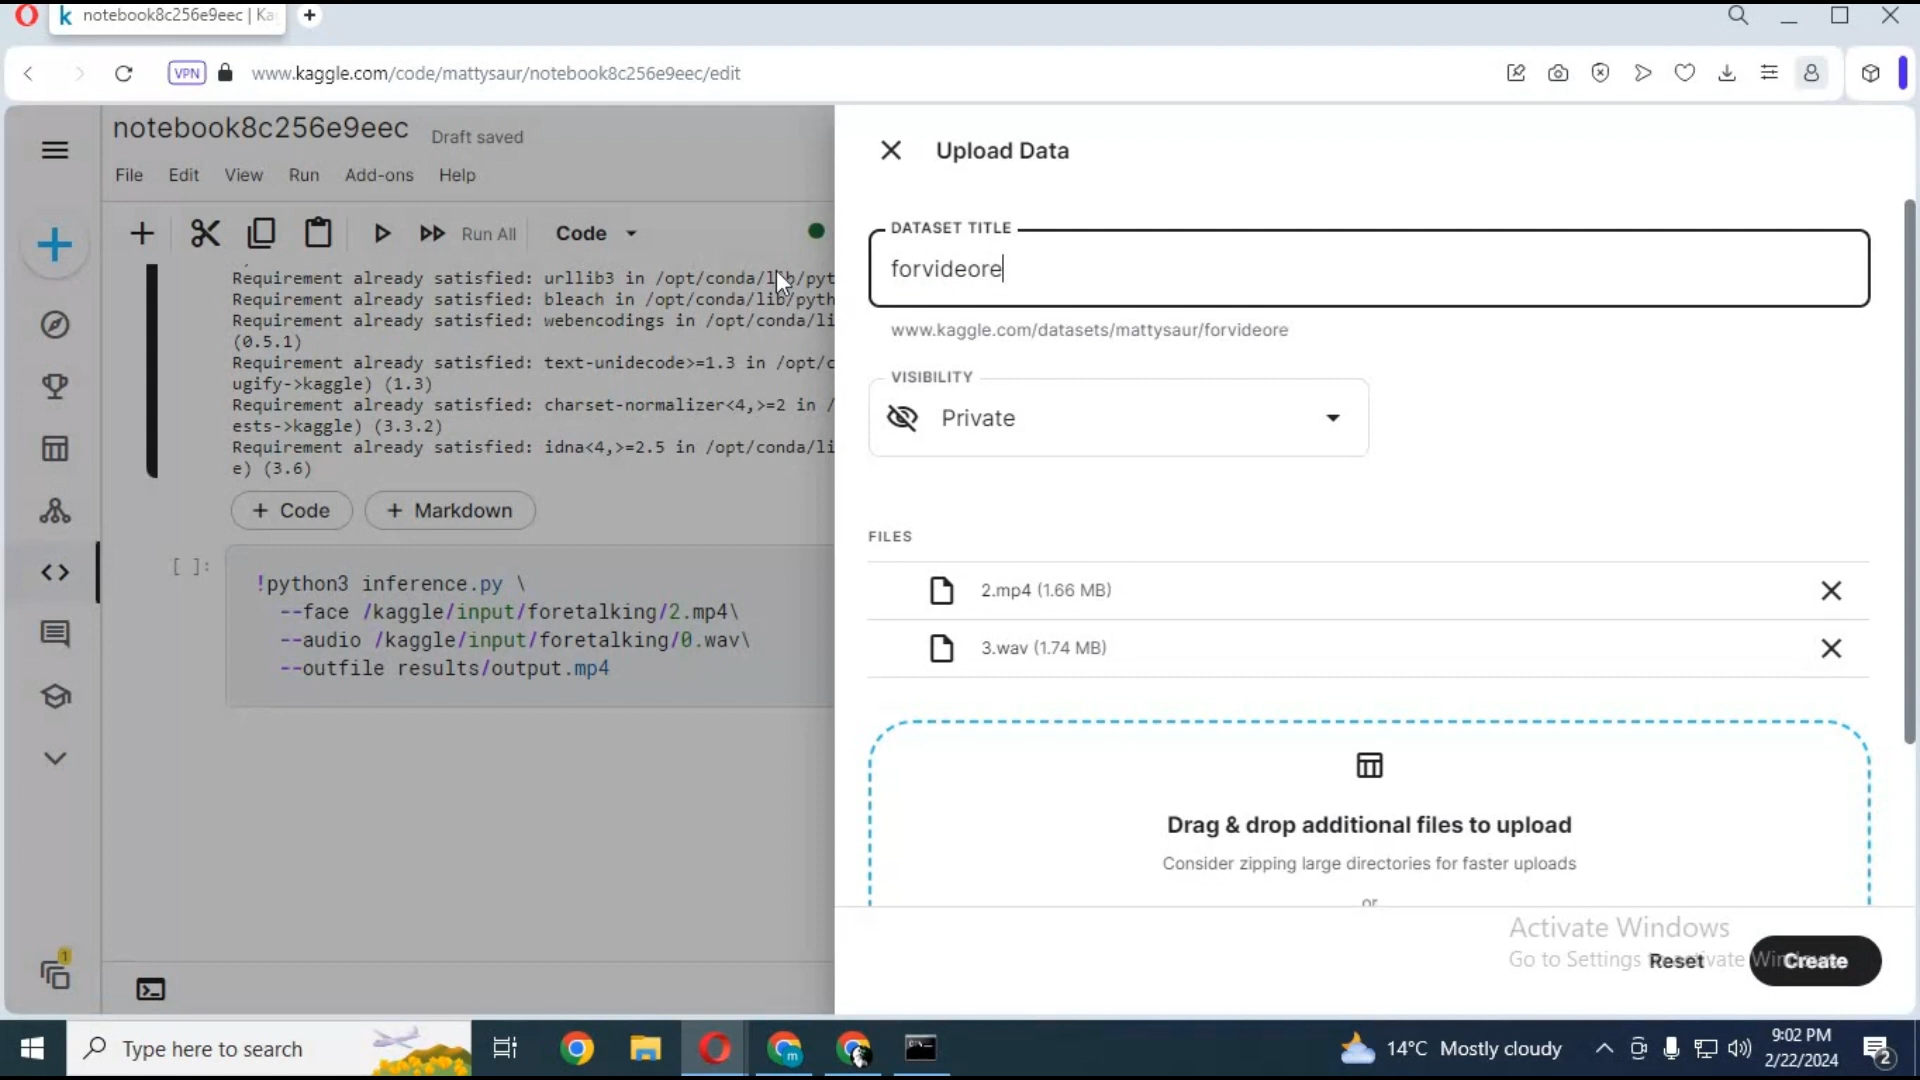 notebook8c256e9eec | Ka
VPN
www.kaggle.com/code/mattysaur/notebook8c256e9eec/edit
notebook8c256e9eec
Draft saved
File Edit View Run Add-ons Help
Run All
Code
Requirement already satisfied: urllib3 in /opt/conda/lib/pyt
Requirement already satisfied: bleach in /opt/conda/lib/pyth
Requirement already satisfied: webencodings in /opt/conda/li
(0.5.1)
Requirement already satisfied: text-unidecode>=1.3 in /opt/c
ugify->kaggle) (1.3)
Requirement already satisfied: charset-normalizer<4,>=2 in /
ests->kaggle) (3.3.2)
Requirement already satisfied: idna<4,>=2.5 in /opt/conda/li
e) (3.6)
+ Code
+ Markdown
[ ]:
!python3 inference.py \
--face /kaggle/input/foretalking/2.mp4\
--audio /kaggle/input/foretalking/0.wav\
--outfile results/output.mp4
1
Upload Data
DATASET TITLE
forvideore
www.kaggle.com/datasets/mattysaur/forvideore
VISIBILITY
Private
FILES
2.mp4 (1.66 MB)
3.wav (1.74 MB)
Drag & drop additional files to upload
Consider zipping large directories for faster uploads
or
Activate Windows
Go to Settings to activate Windows.
Reset
Create
Type here to search
14°C Mostly cloudy
9:02 PM
2/22/2024
2